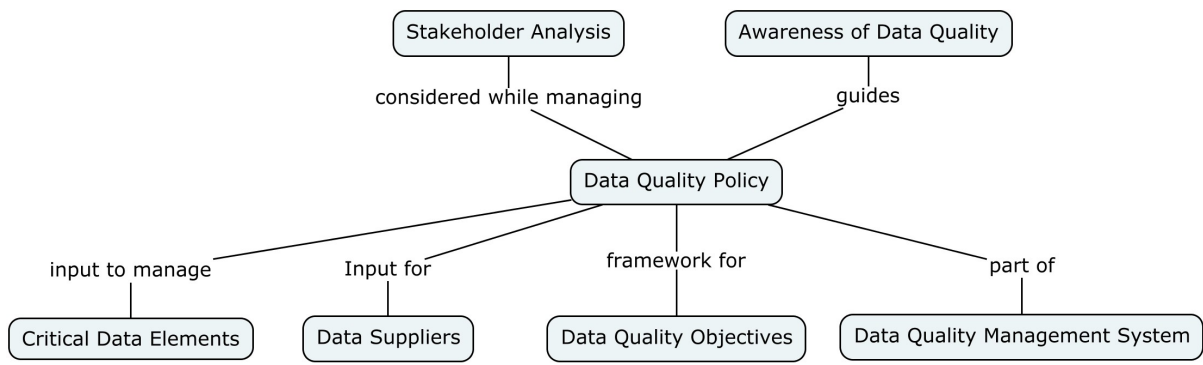 Stakeholder Analysis
Awareness of Data Quality
considered while managing
guides
Data Quality Policy
input to manage
Input for
framework for
part of
Critical Data Elements
Data Suppliers
Data Quality Objectives
Data Quality Management System